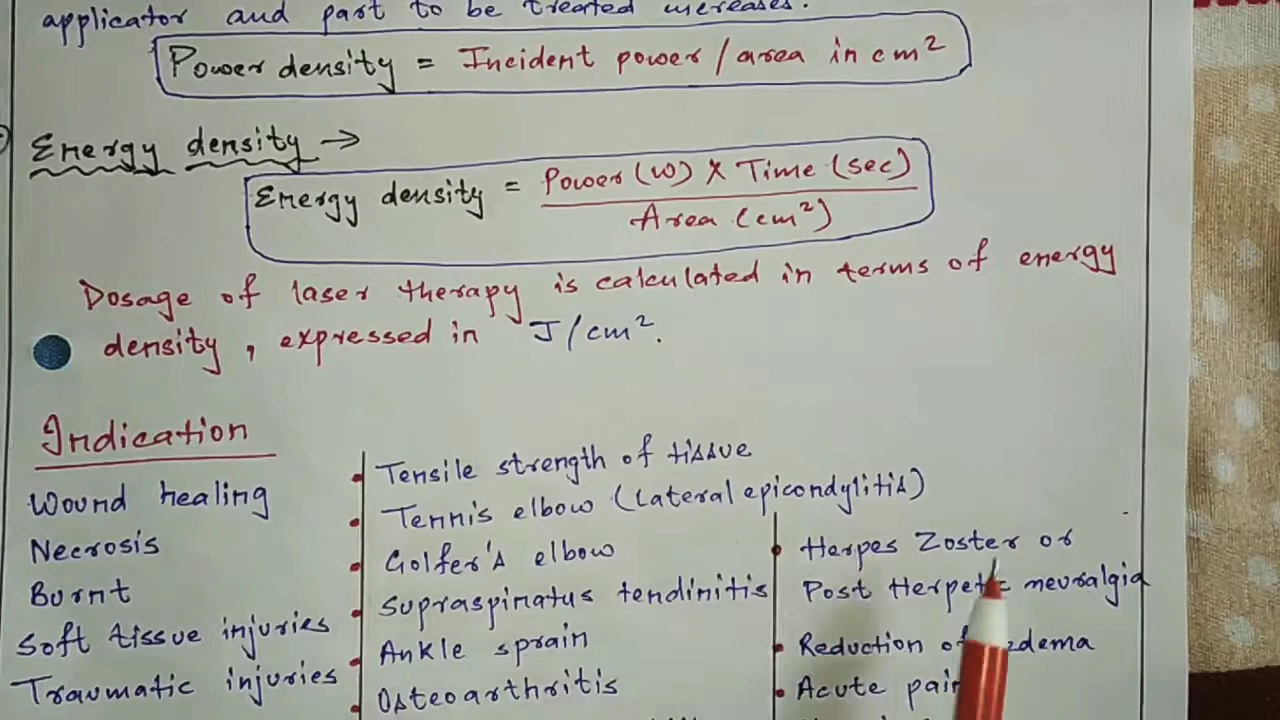 applicator and part to be treated increases.
Power density = Incident power / area in cm²
Energy density →
Energy density = Power (W) X Time (sec)
Area (cm²)
Dosage of laser therapy is calculated in terms of energy
density, expressed in J/cm².
Indication
Wound healing
Necrosis
Burnt
Soft tissue injuries
Traumatic injuries
Tensile strength of tissue
Tennis elbow (Lateral epicondylitis)
Golfer's elbow
Supraspinatus tendinitis
Ankle sprain
Osteoarthritis
Herpes Zoster or
Post Herpetic neuralgia
Reduction of edema
Acute pain